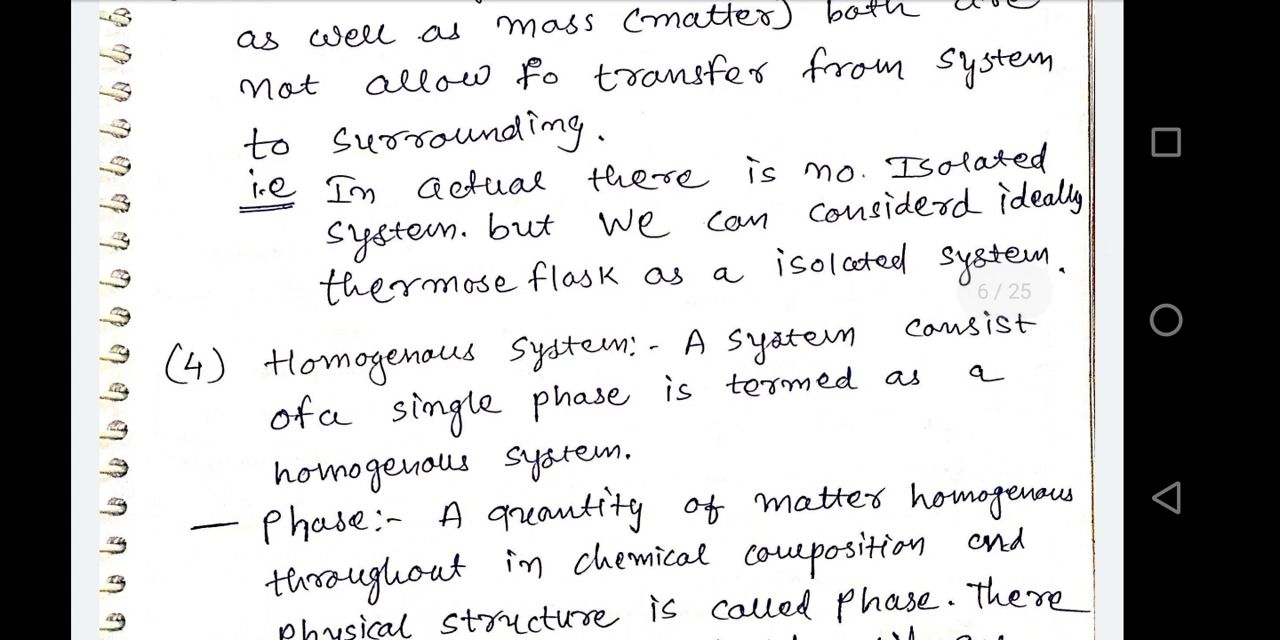 as well as mass (matter) both are
not allow to transfer from system
to surrounding.
i.e In actual there is no. Isolated
system. but we can considerd ideally
thermose flask as a isolated system.
6 / 25
(4) Homogenous system:- A system consist
of a single phase is termed as a
homogenous system.
— Phase:- A quantity of matter homogenous
throughout in chemical composition and
physical structure is called phase. There